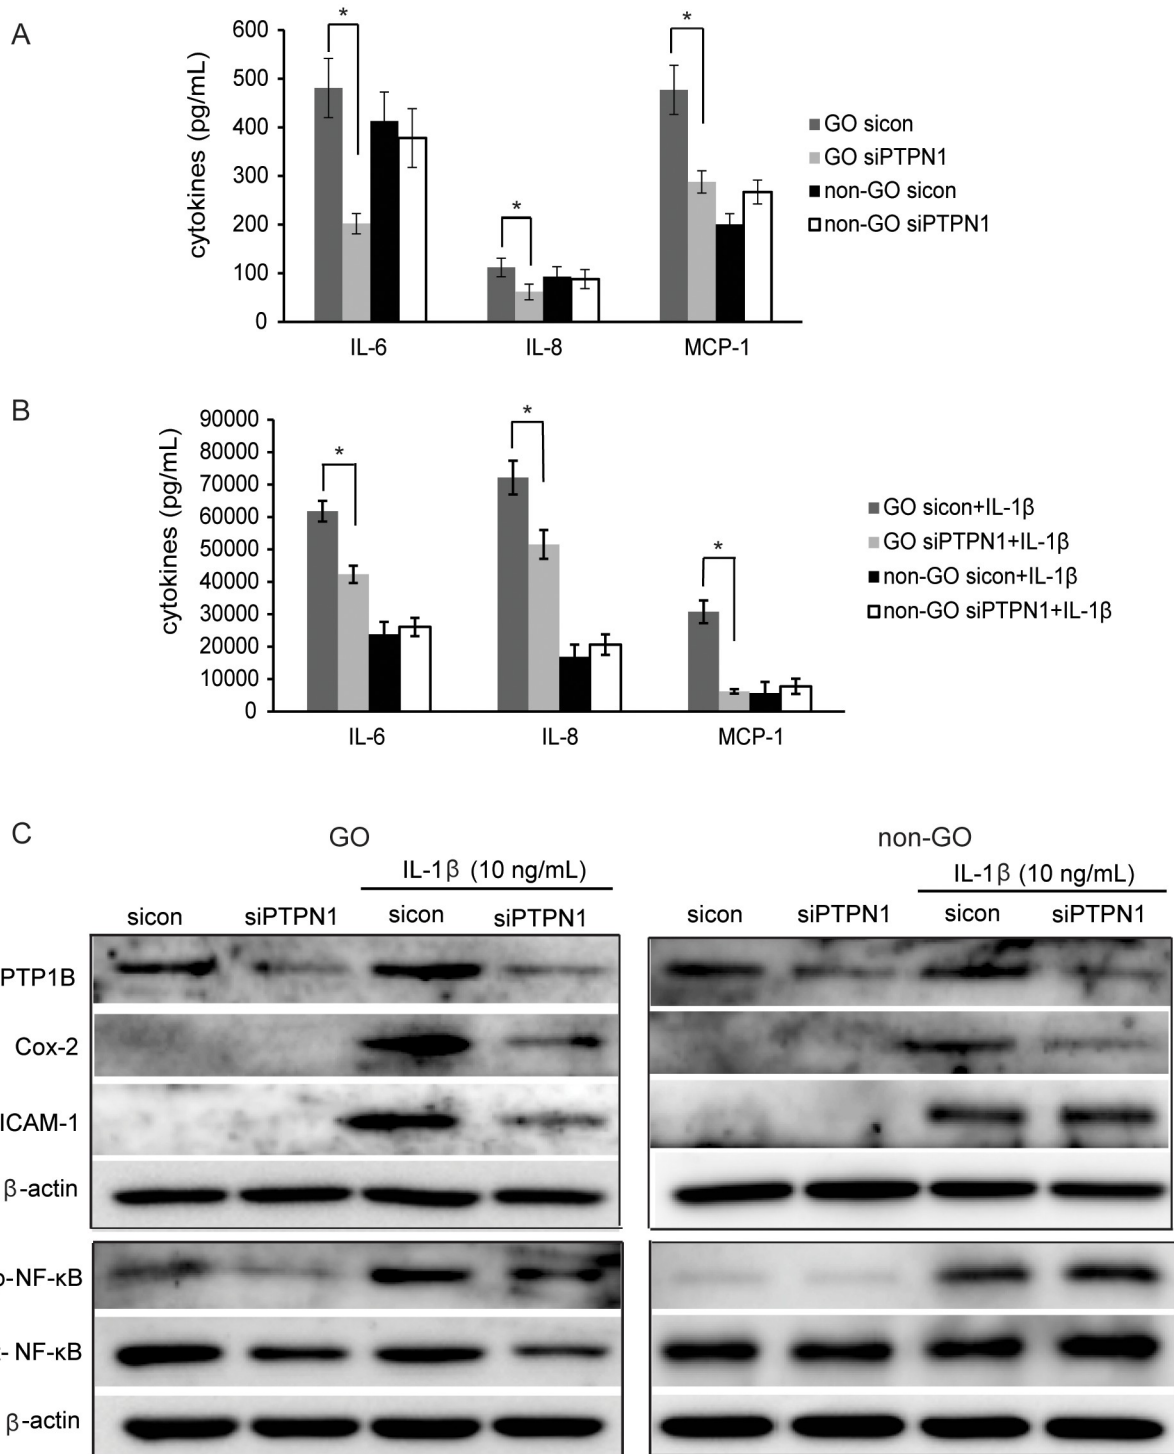 A
cytokines (pg/mL)
600
500
400
300
200
100
0
*
*
*
IL-6
IL-8
MCP-1
GO sicon
GO siPTPN1
non-GO sicon
non-GO siPTPN1
B
cytokines (pg/mL)
90000
80000
70000
60000
50000
40000
30000
20000
10000
0
*
*
*
IL-6
IL-8
MCP-1
GO sicon+IL-1β
GO siPTPN1+IL-1β
non-GO sicon+IL-1β
non-GO siPTPN1+IL-1β
C
GO
non-GO
IL-1β (10 ng/mL)
IL-1β (10 ng/mL)
sicon siPTPN1 sicon siPTPN1
sicon siPTPN1 sicon siPTPN1
PTP1B
Cox-2
ICAM-1
β-actin
-NF-κB
- NF-κB
β-actin